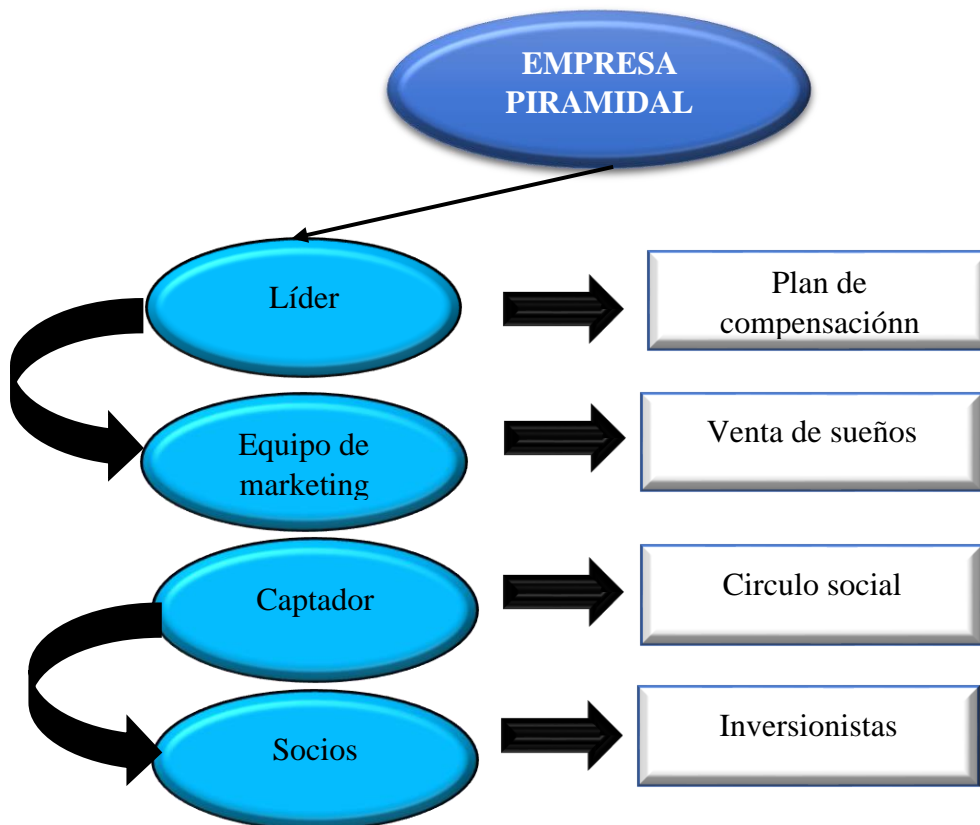 EMPRESA
PIRAMIDAL
Líder
Plan de
compensaciónn
Equipo de
marketing
Venta de sueños
Captador
Circulo social
Socios
Inversionistas